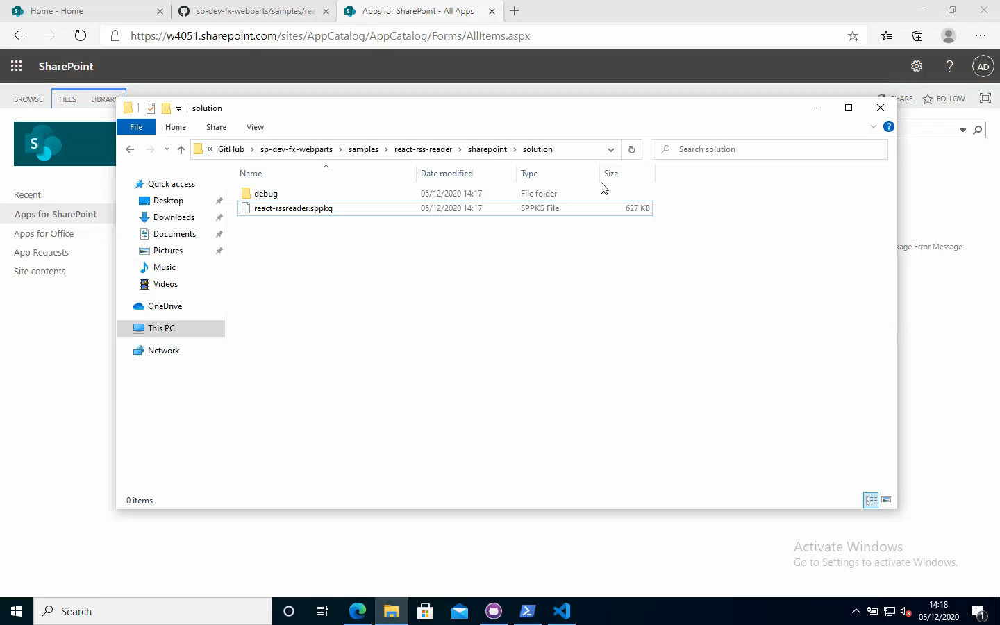 Home - Home
sp-dev-fx-webparts/samples/rea
Apps for SharePoint - All Apps
https://w4051.sharepoint.com/sites/AppCatalog/AppCatalog/Forms/AllItems.aspx
SharePoint
AD
BROWSE
FILES
LIBRARY
HARE
FOLLOW
solution
File
Home
Share
View
« GitHub > sp-dev-fx-webparts > samples > react-rss-reader > sharepoint > solution
Search solution
Name
Date modified
Type
Size
debug
05/12/2020 14:17
File folder
react-rssreader.sppkg
05/12/2020 14:17
SPPKG File
627 KB
Quick access
Desktop
Downloads
Documents
Pictures
Music
Videos
OneDrive
This PC
Network
Recent
Apps for SharePoint
Apps for Office
App Requests
Site contents
kage Error Message
0 items
Activate Windows
Go to Settings to activate Windows.
Search
14:18
05/12/2020
1